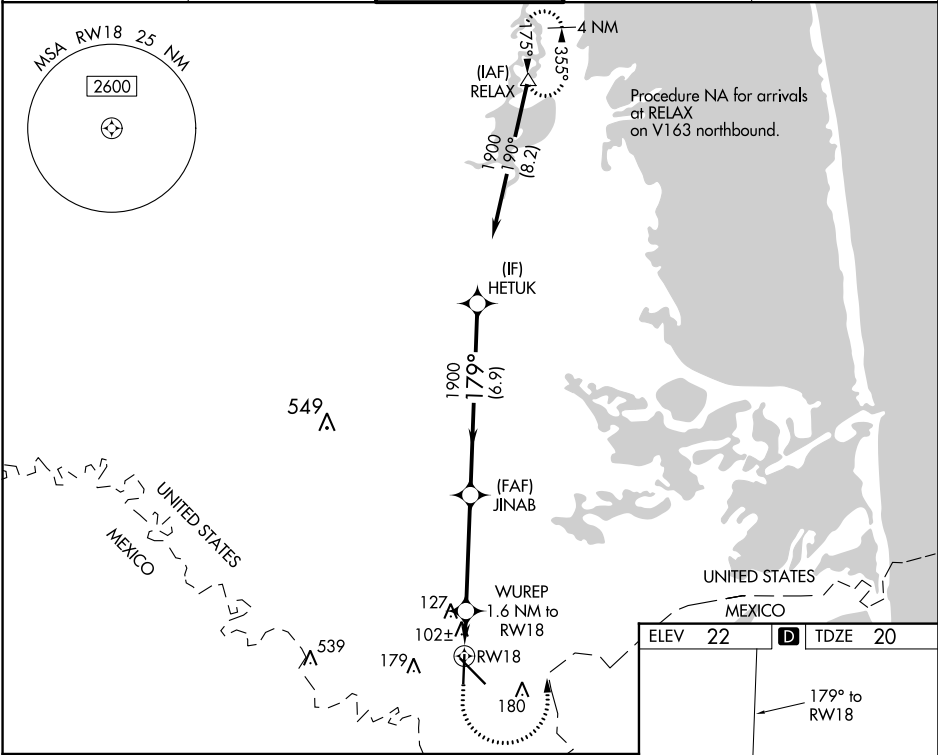 MSA RW18 25 NM
2600
4 NM
175°
355°
(IAF)
RELAX
Procedure NA for arrivals
at RELAX
on V163 northbound.
1900
190°
(8.2)
(IF)
HETUK
1900
179°
(6.9)
549
(FAF)
JINAB
UNITED STATES
MEXICO
UNITED STATES
MEXICO
WUREP
1.6 NM to
RW18
127
102±
RW18
539
179
180
ELEV 22 D TDZE 20
179° to
RW18